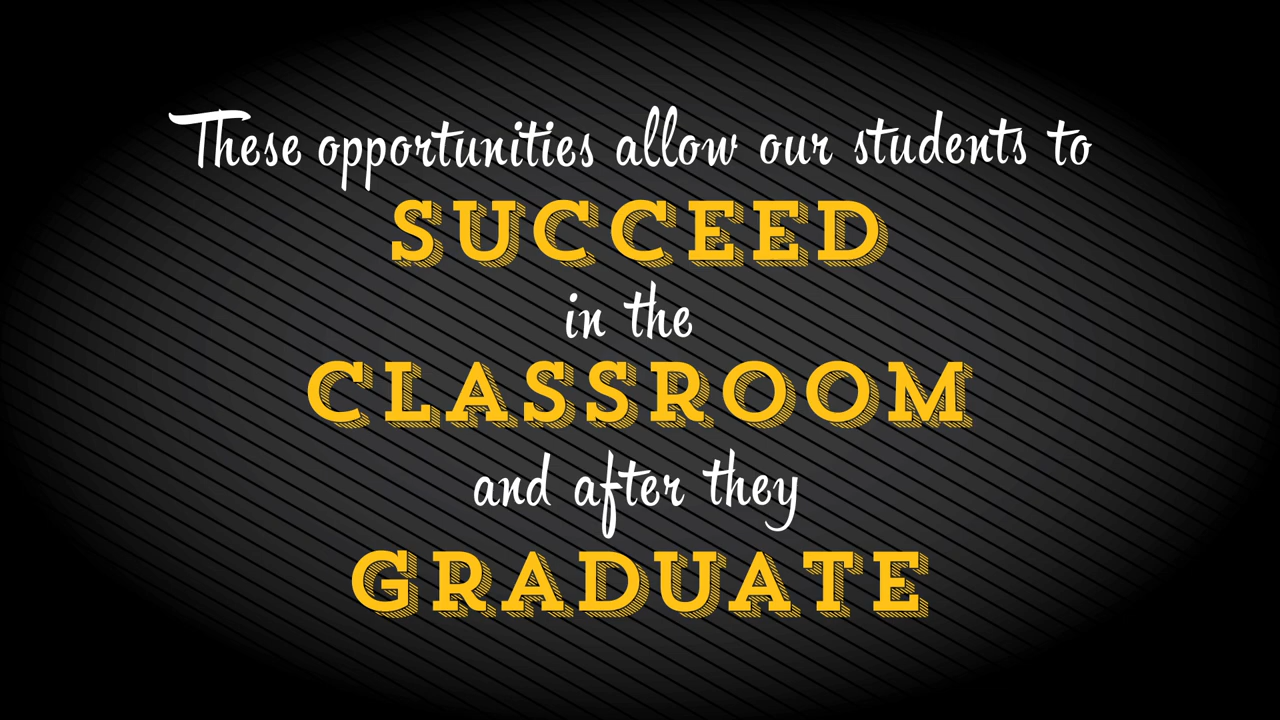 These opportunities allow our students to
SUCCEED
in the
CLASSROOM
and after they
GRADUATE